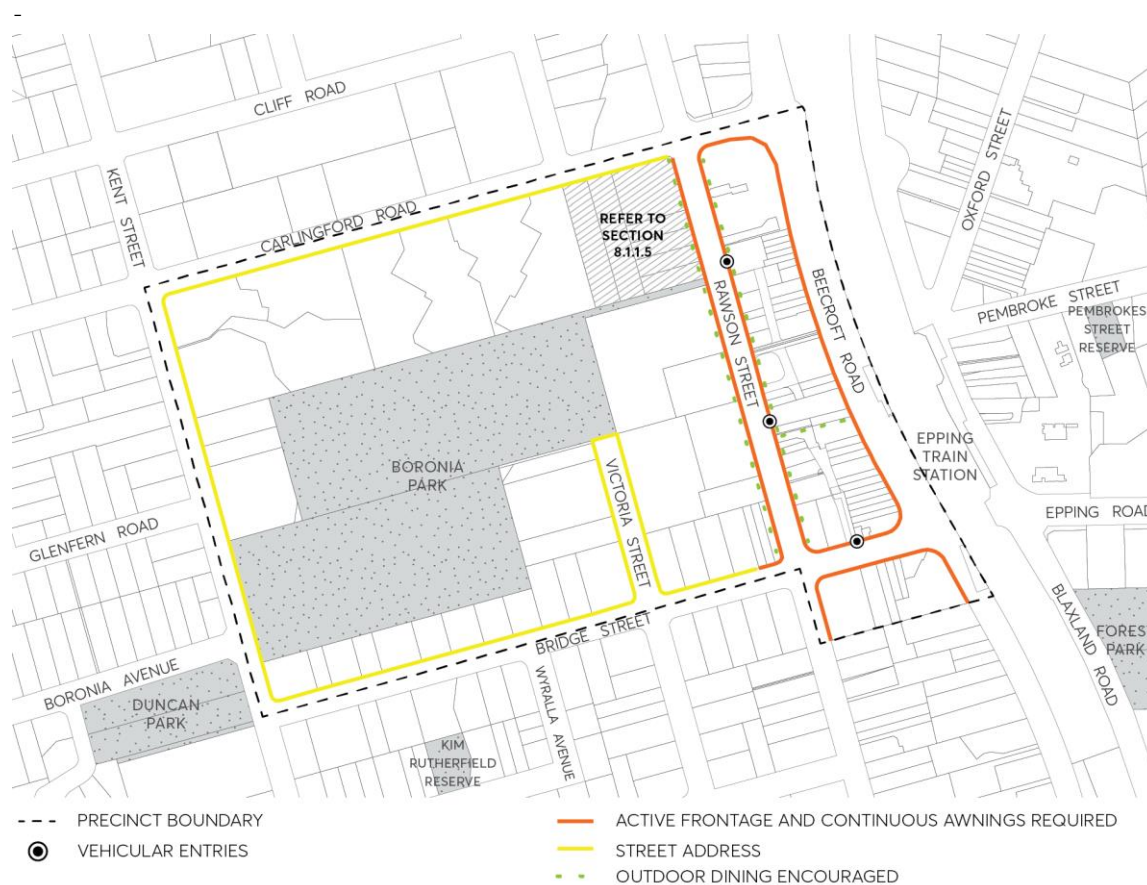 CLIFF ROAD
KENT STREET
CARLINGFORD ROAD
REFER TO
SECTION
8.1.1.5
OXFORD STREET
RAWSON STREET
BEECROFT ROAD
PEMBROKE STREET
PEMBROKES
STREET
RESERVE
BORONIA
PARK
VICTORIA STREET
EPPING
TRAIN
STATION
EPPING ROAD
GLENFERN ROAD
BRIDGE STREET
BLAXLAND ROAD
FORES
PARK
BORONIA AVENUE
DUNCAN
PARK
WYRALLA AVENUE
KIM
RUTHERFIELD
RESERVE
PRECINCT BOUNDARY
VEHICULAR ENTRIES
ACTIVE FRONTAGE AND CONTINUOUS AWNINGS REQUIRED
STREET ADDRESS
OUTDOOR DINING ENCOURAGED